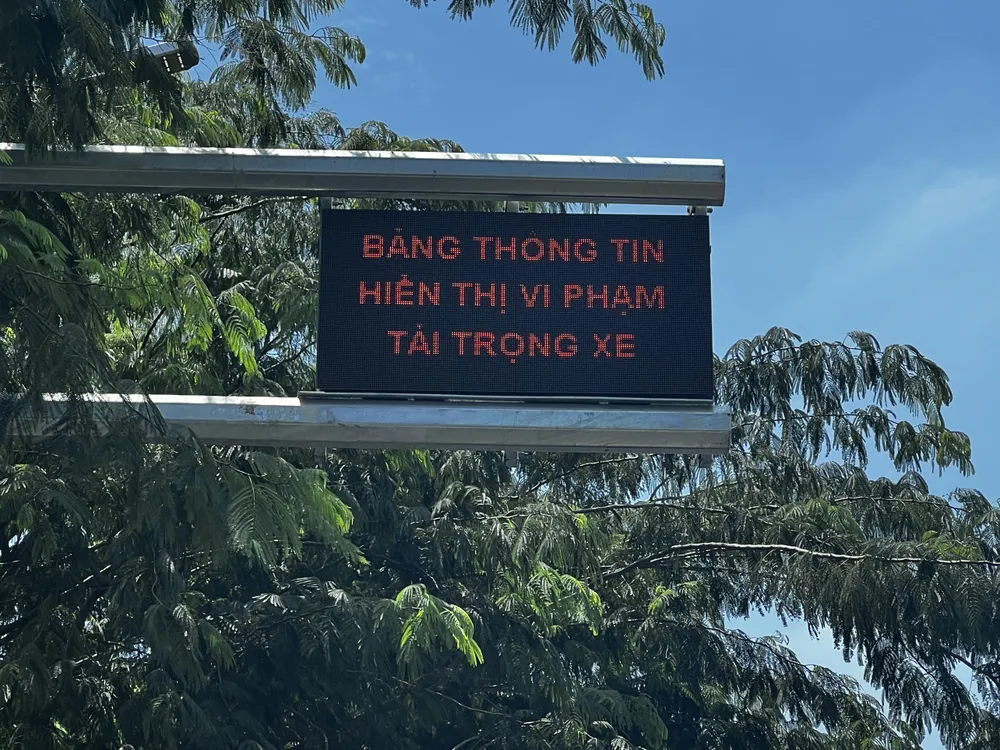 BẢNG THÔNG TIN
HIỂN THỊ VI PHẠM
TẢI TRỌNG XE